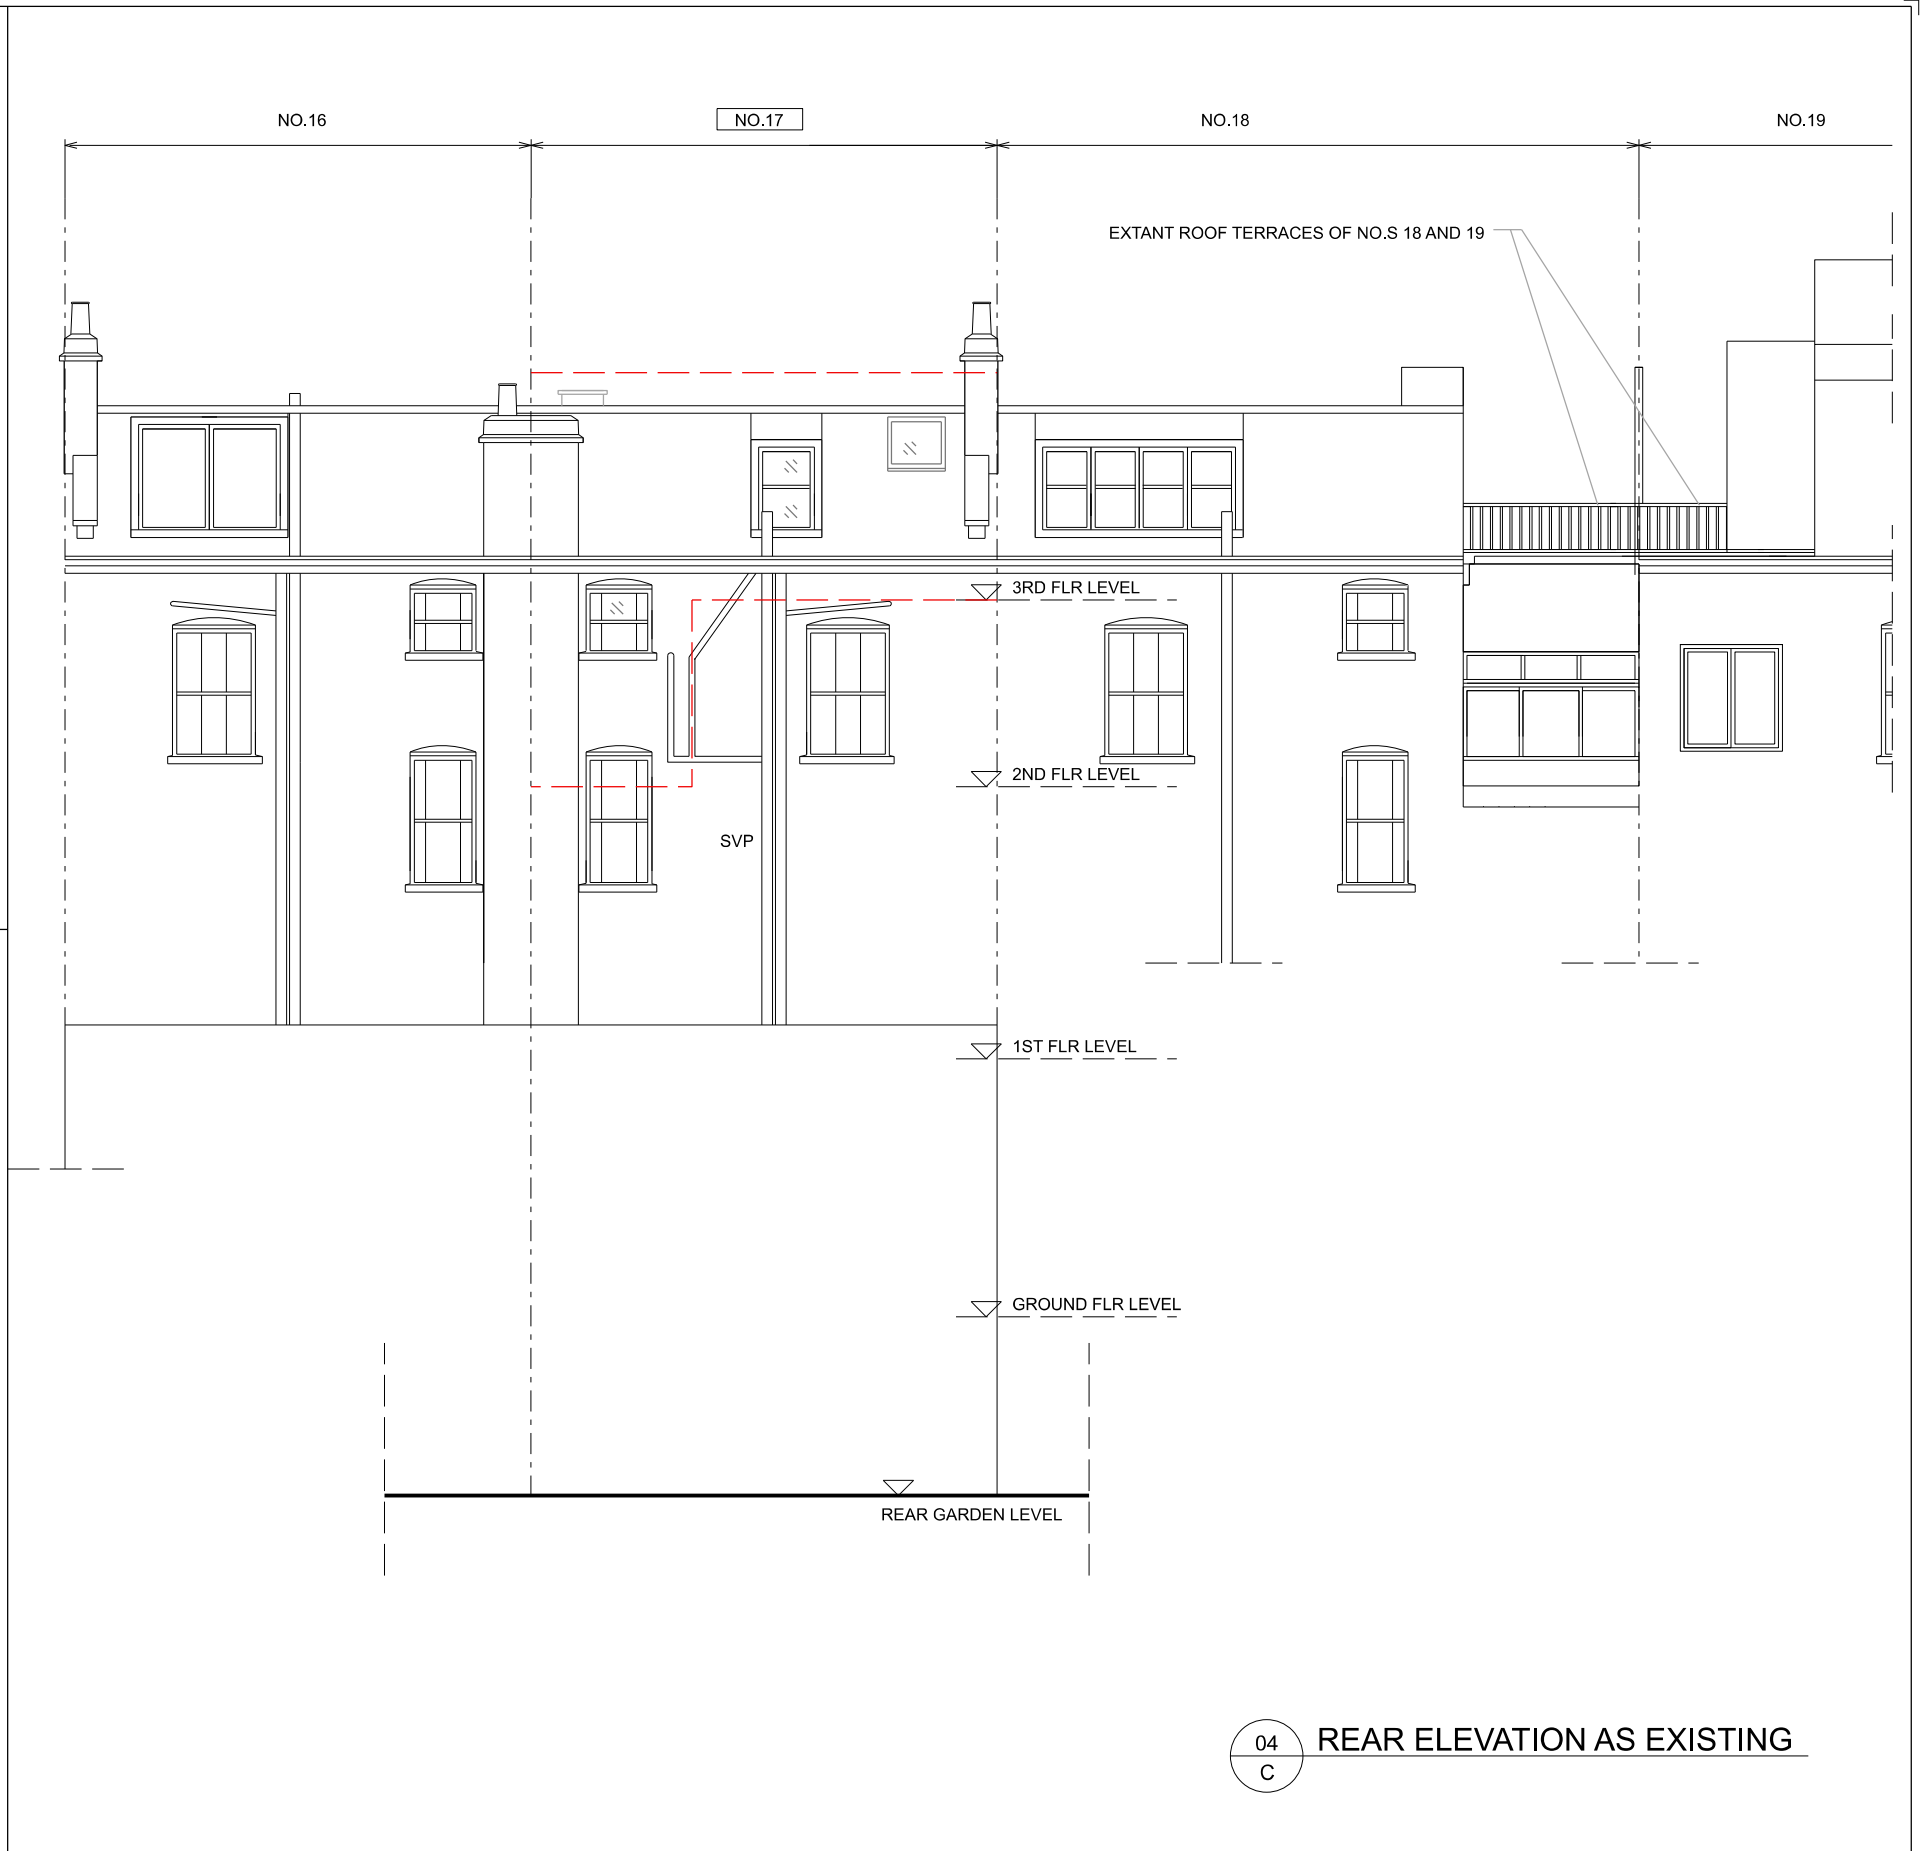 NO.16
NO.17
NO.18
NO.19
EXTANT ROOF TERRACES OF NO.S 18 AND 19
3RD FLR LEVEL
2ND FLR LEVEL
SVP
1ST FLR LEVEL
GROUND FLR LEVEL
REAR GARDEN LEVEL
04
C
REAR ELEVATION AS EXISTING